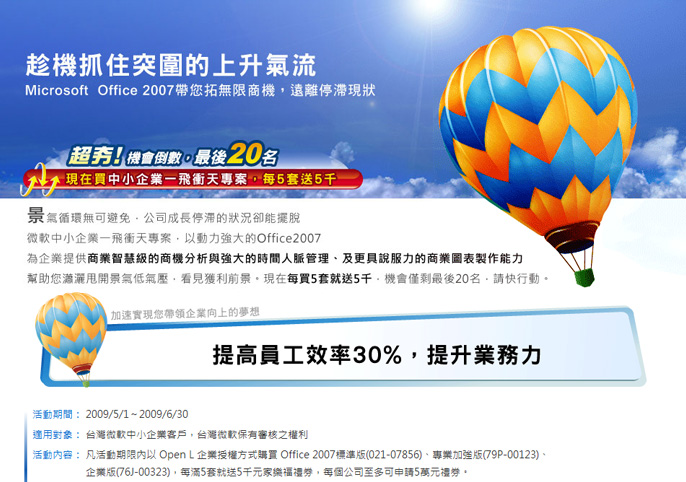 趁機抓住突圍的上升氣流
Microsoft Office 2007帶您拓無限商機，遠離停滯現狀
超夯! 機會倒數，最後20名
現在買中小企業一飛衝天專案，每5套送5千
景氣循環無可避免，公司成長停滯的狀況卻能擺脫
微軟中小企業一飛衝天專案，以動力強大的Office2007
為企業提供商業智慧級的商機分析與強大的時間人脈管理、及更具說服力的商業圖表製作能力
幫助您瀟灑甩開景氣低氣壓，看見獲利前景。現在每買5套就送5千，機會僅剩最後20名，請快行動。
加速實現您帶領企業向上的夢想
提高員工效率30%，提升業務力
活動期間： 2009/5/1 ~ 2009/6/30
適用對象： 台灣微軟中小企業客戶，台灣微軟保有審核之權利
活動內容： 凡活動期限內以 Open L 企業授權方式購買 Office 2007標準版(021-07856)、專業加強版(79P-00123)、
企業版(76J-00323)，每滿5套就送5千元家樂福禮券，每個公司至多可申請5萬元禮券。